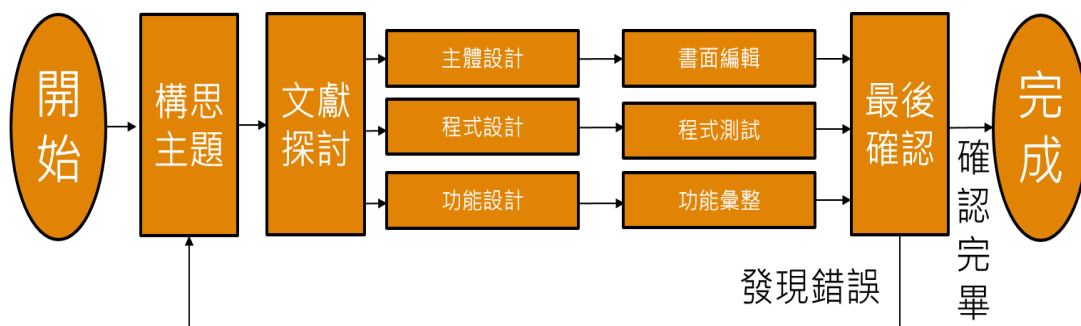 開
始
構思
主題
文獻
探討
主體設計
書面編輯
程式設計
程式測試
功能設計
功能彙整
最後
確認
發現錯誤
確
認
完
畢
完
成